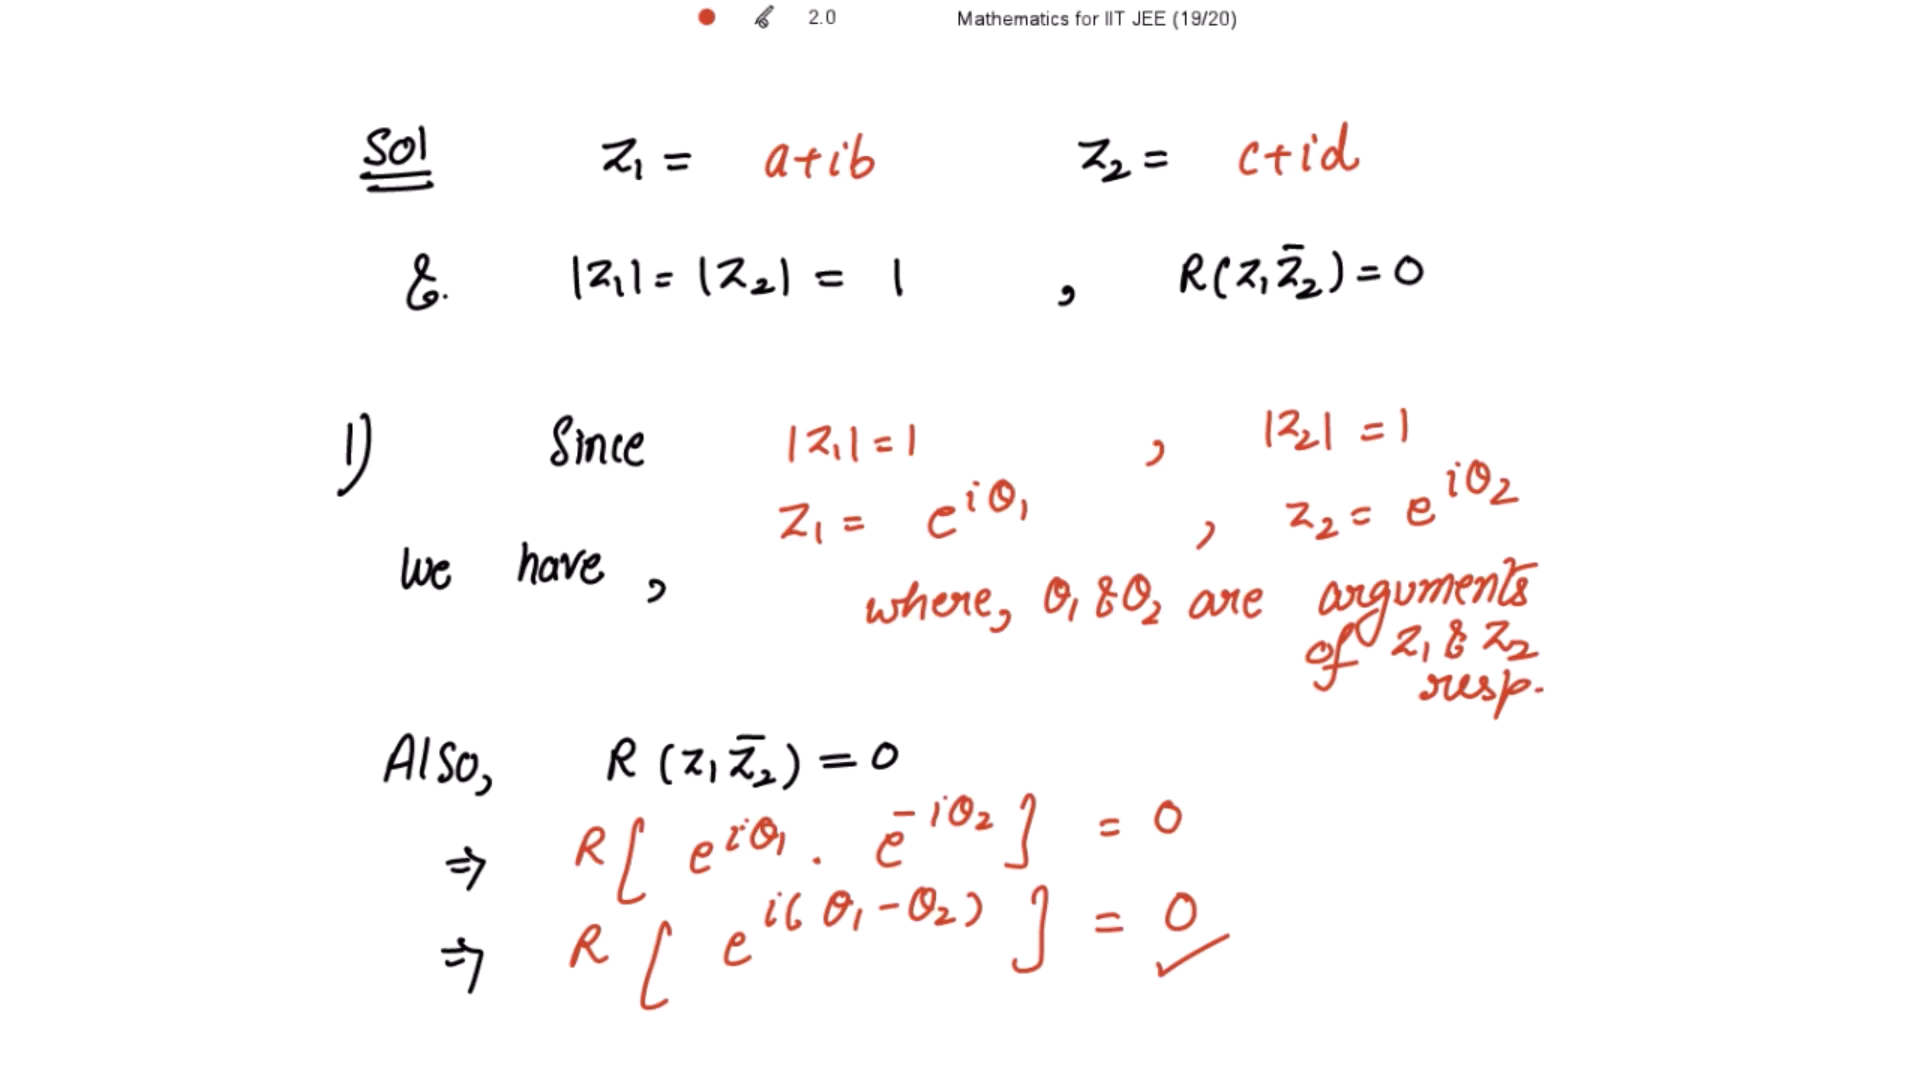 2.0 Mathematics for IIT JEE (19/20)
Sol z₁ = a+ib z₂ = c+id
& |z₁| = |z₂| = 1 , R(z₁z̄₂) = 0
1) Since |z₁| = 1 , |z₂| = 1
z₁ = e^{iθ₁} , z₂ = e^{iθ₂}
We have , where, θ₁ & θ₂ are arguments
of z₁ & z₂
resp.
Also, R (z₁z̄₂) = 0
⇒ R[ e^{iθ₁} . e^{-iθ₂} ] = 0
⇒ R [ e^{i(θ₁-θ₂)} ] = 0